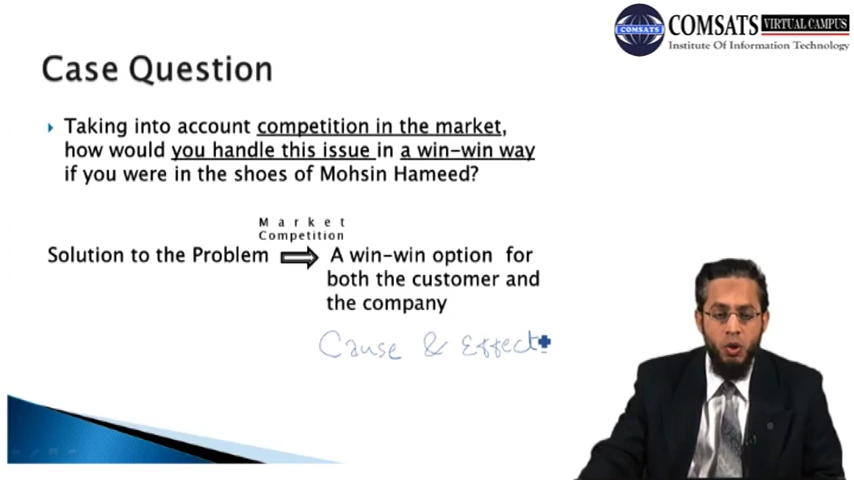 COMSATS
COMSATS VIRTUAL CAMPUS
Institute Of Information Technology
Case Question
Taking into account competition in the market,
how would you handle this issue in a win-win way
if you were in the shoes of Mohsin Hameed?
Market
Competition
Solution to the Problem
A win-win option for
both the customer and
the company
Cause & Effect